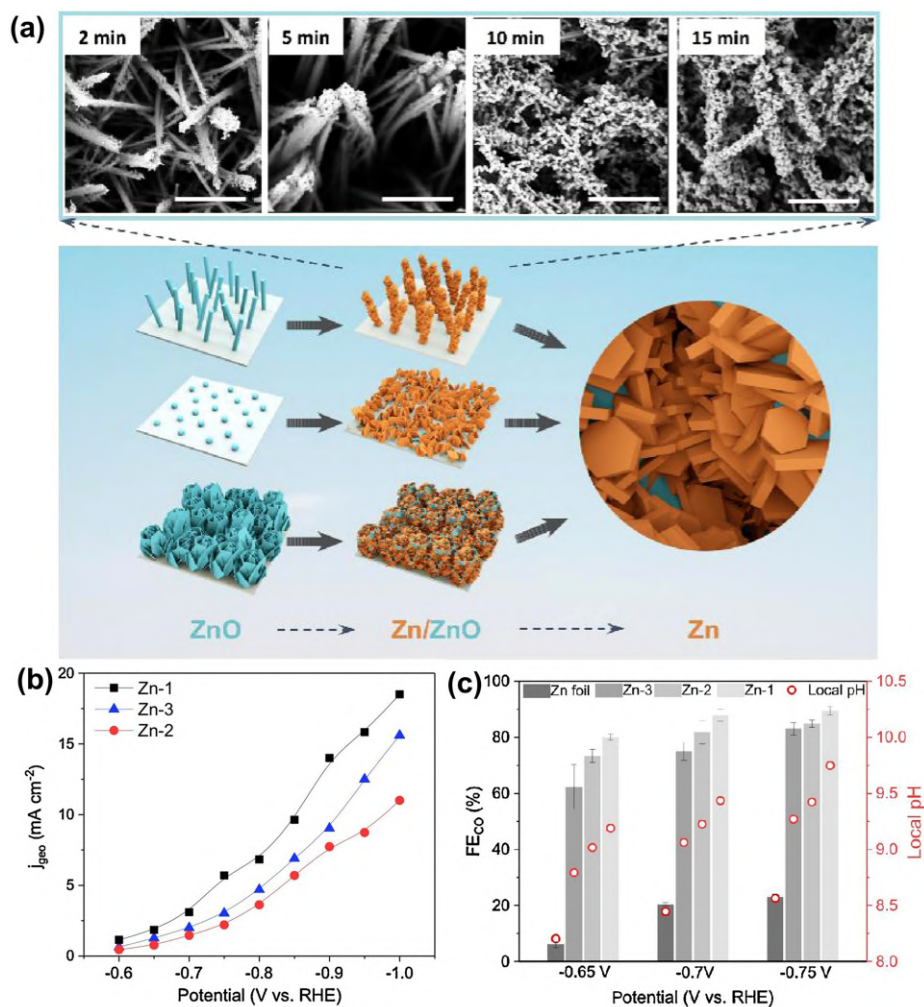 (a)
2 min
5 min
10 min
15 min
ZnO
Zn/ZnO
Zn
(b)
20
15
10
5
0
j_geo (mA cm⁻²)
Zn-1
Zn-3
Zn-2
-0.6
-0.7
-0.8
-0.9
-1.0
Potential (V vs. RHE)
(c)
100
80
60
40
20
0
FE_CO (%)
Zn foil
Zn-3
Zn-2
Zn-1
Local pH
10.5
10.0
9.5
9.0
8.5
8.0
Local pH
-0.65 V
-0.7V
-0.75 V
Potential (V vs. RHE)